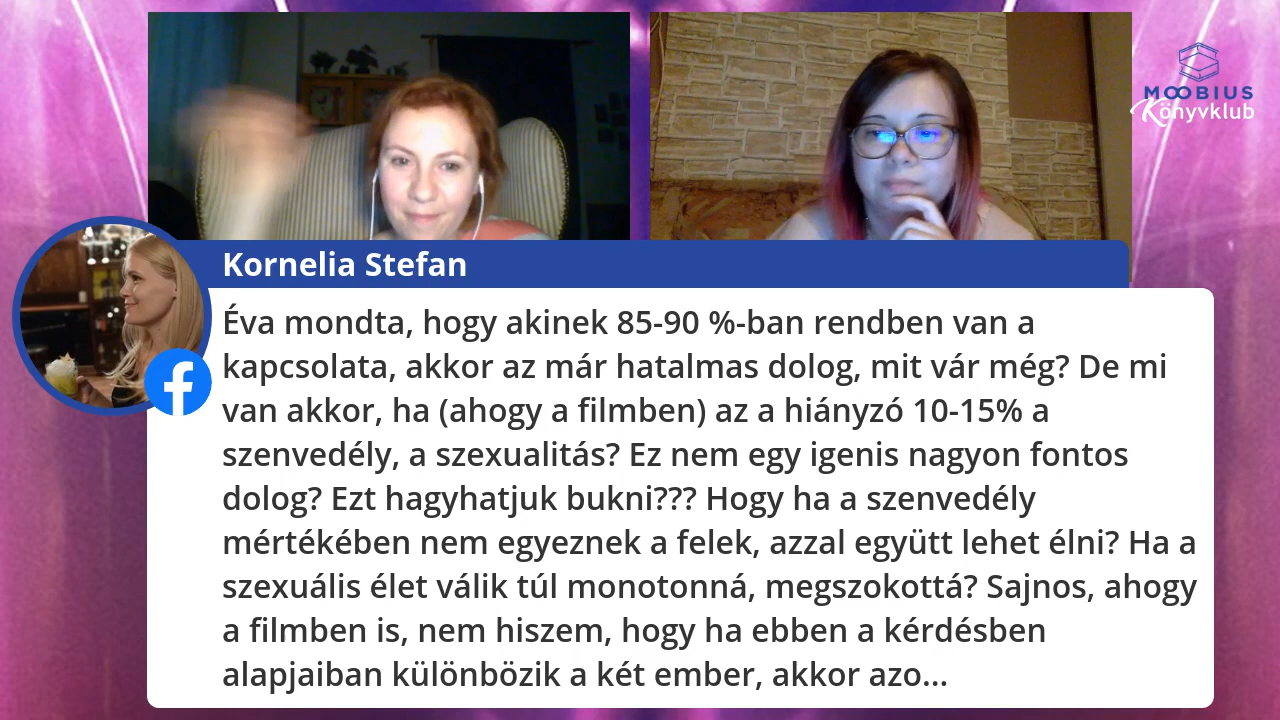 MOOBIUS
Könyvklub
Kornelia Stefan
Éva mondta, hogy akinek 85-90 %-ban rendben van a
kapcsolata, akkor az már hatalmas dolog, mit vár még? De mi
van akkor, ha (ahogy a filmben) az a hiányzó 10-15% a
szenvedély, a szexualitás? Ez nem egy igenis nagyon fontos
dolog? Ezt hagyhatjuk bukni??? Hogy ha a szenvedély
mértékében nem egyeznek a felek, azzal együtt lehet élni? Ha a
szexuális élet válik túl monotonná, megszokottá? Sajnos, ahogy
a filmben is, nem hiszem, hogy ha ebben a kérdésben
alapjaiban különbözik a két ember, akkor azo...